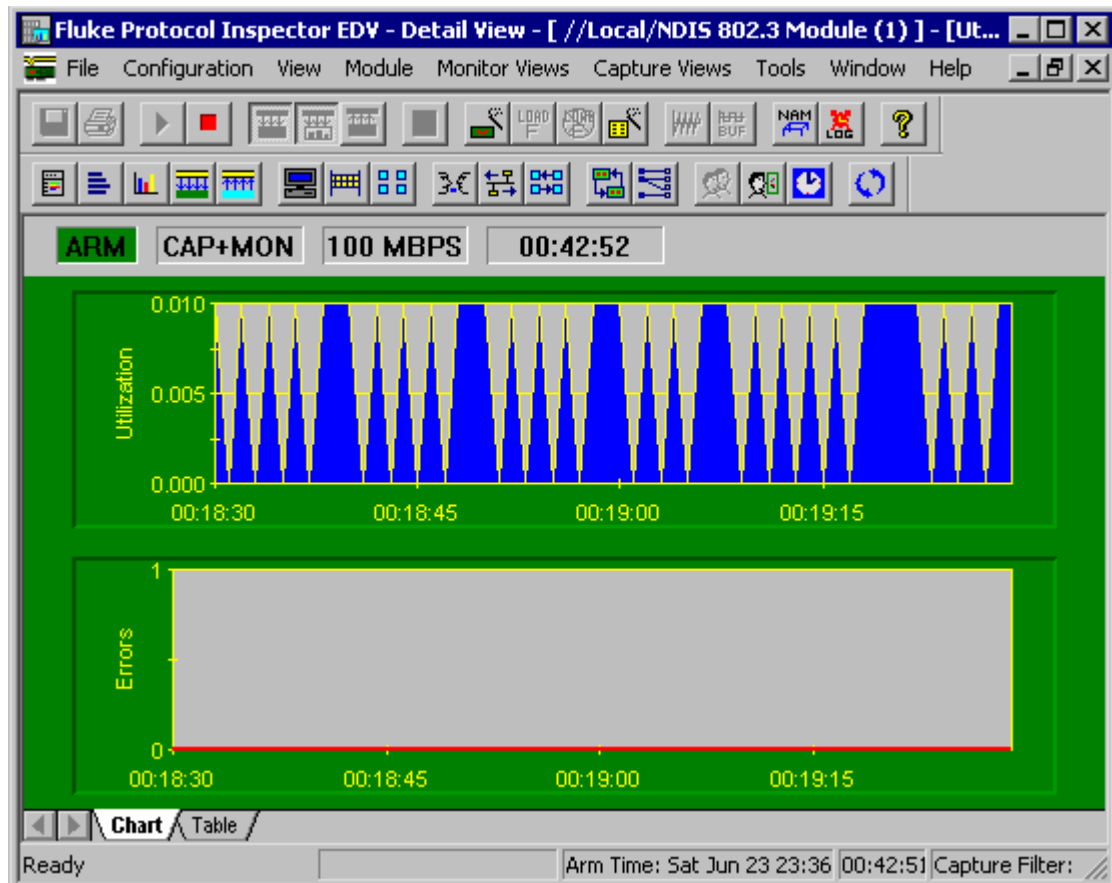 Fluke Protocol Inspector EDV - Detail View - [ //Local/NDIS 802.3 Module (1) ] - [Ut...
File Configuration View Module Monitor Views Capture Views Tools Window Help
LOAD F NAM
BUF LOG ?
ARM CAP+MON 100 MBPS 00:42:52
0.010
Utilization
0.005
0.000
00:18:30 00:18:45 00:19:00 00:19:15
1
Errors
0
00:18:30 00:18:45 00:19:00 00:19:15
Chart Table
Ready Arm Time: Sat Jun 23 23:36 00:42:51 Capture Filter: